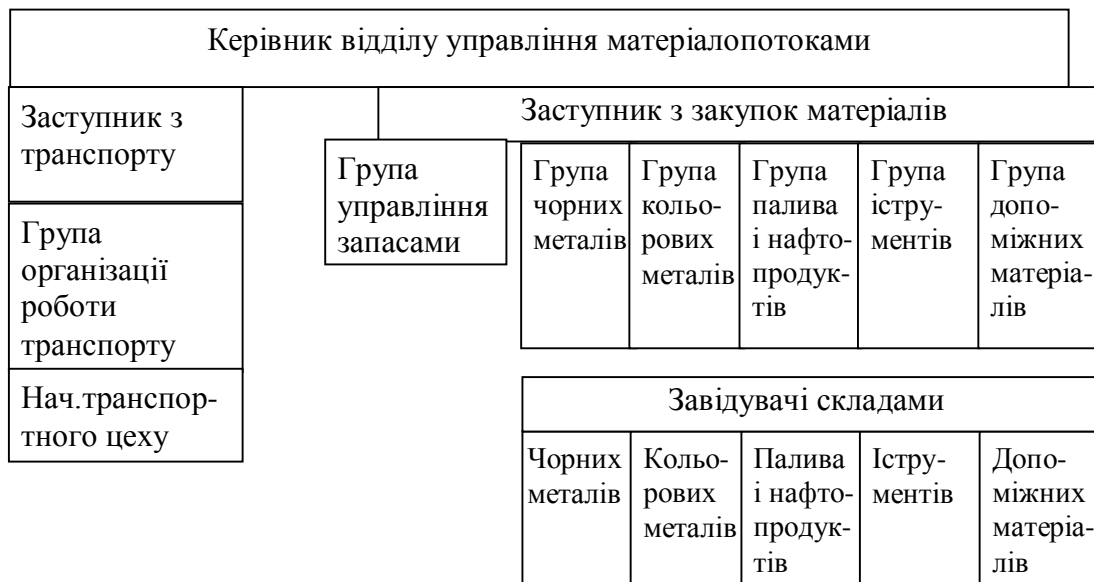 Керівник відділу управління матеріалопотоками
Заступник з
транспорту
Група
організації
роботи
транспорту
Нач.транспор-
тного цеху
Заступник з закупок матеріалів
Група
управління
запасами
Група
чорних
металів
Група
кольо-
рових
металів
Група
палива
і нафто-
продук-
тів
Група
істру-
ментів
Група
допо-
міжних
матеріа-
лів
Завідувачі складами
Чорних
металів
Кольо-
рових
металів
Палива
і нафто-
продук-
тів
Істру-
ментів
Допо-
міжних
матеріа-
лів